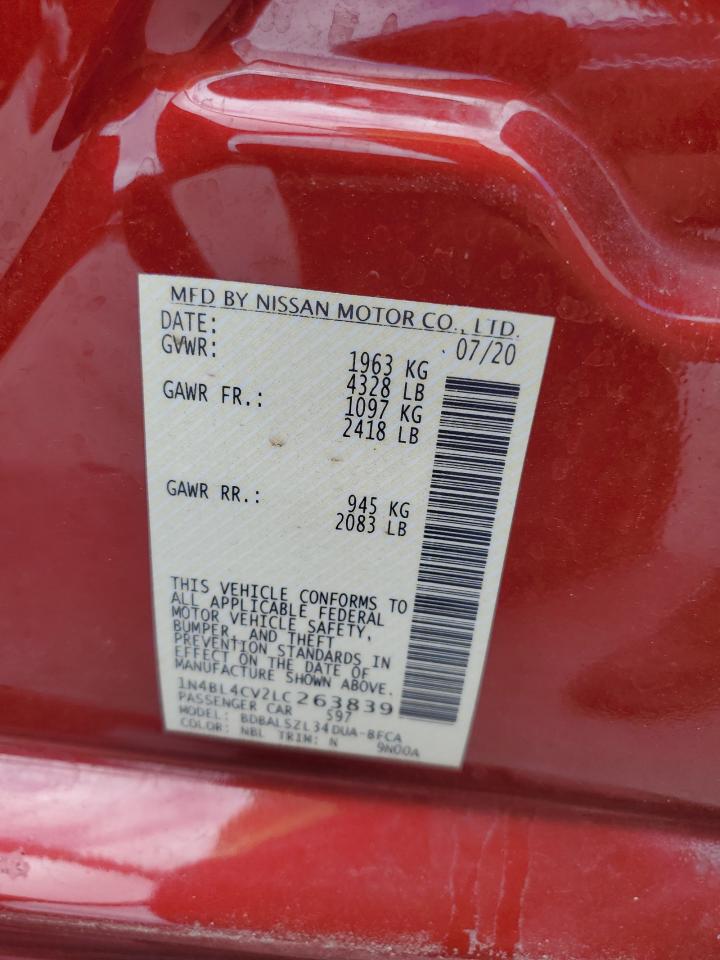 MFD BY NISSAN MOTOR CO., LTD.
DATE: 07/20
GVWR: 1963 KG
4328 LB
GAWR FR.: 1097 KG
2418 LB
GAWR RR.: 945 KG
2083 LB
THIS VEHICLE CONFORMS TO
ALL APPLICABLE FEDERAL
MOTOR VEHICLE SAFETY,
BUMPER, AND THEFT
PREVENTION STANDARDS IN
EFFECT ON THE DATE OF
MANUFACTURE SHOWN ABOVE.
1N4BL4CV2LC263839
PASSENGER CAR 597
MODEL: BDBALSZL34DUA-BFCA
COLOR: NBL TRIM: N 9N00A